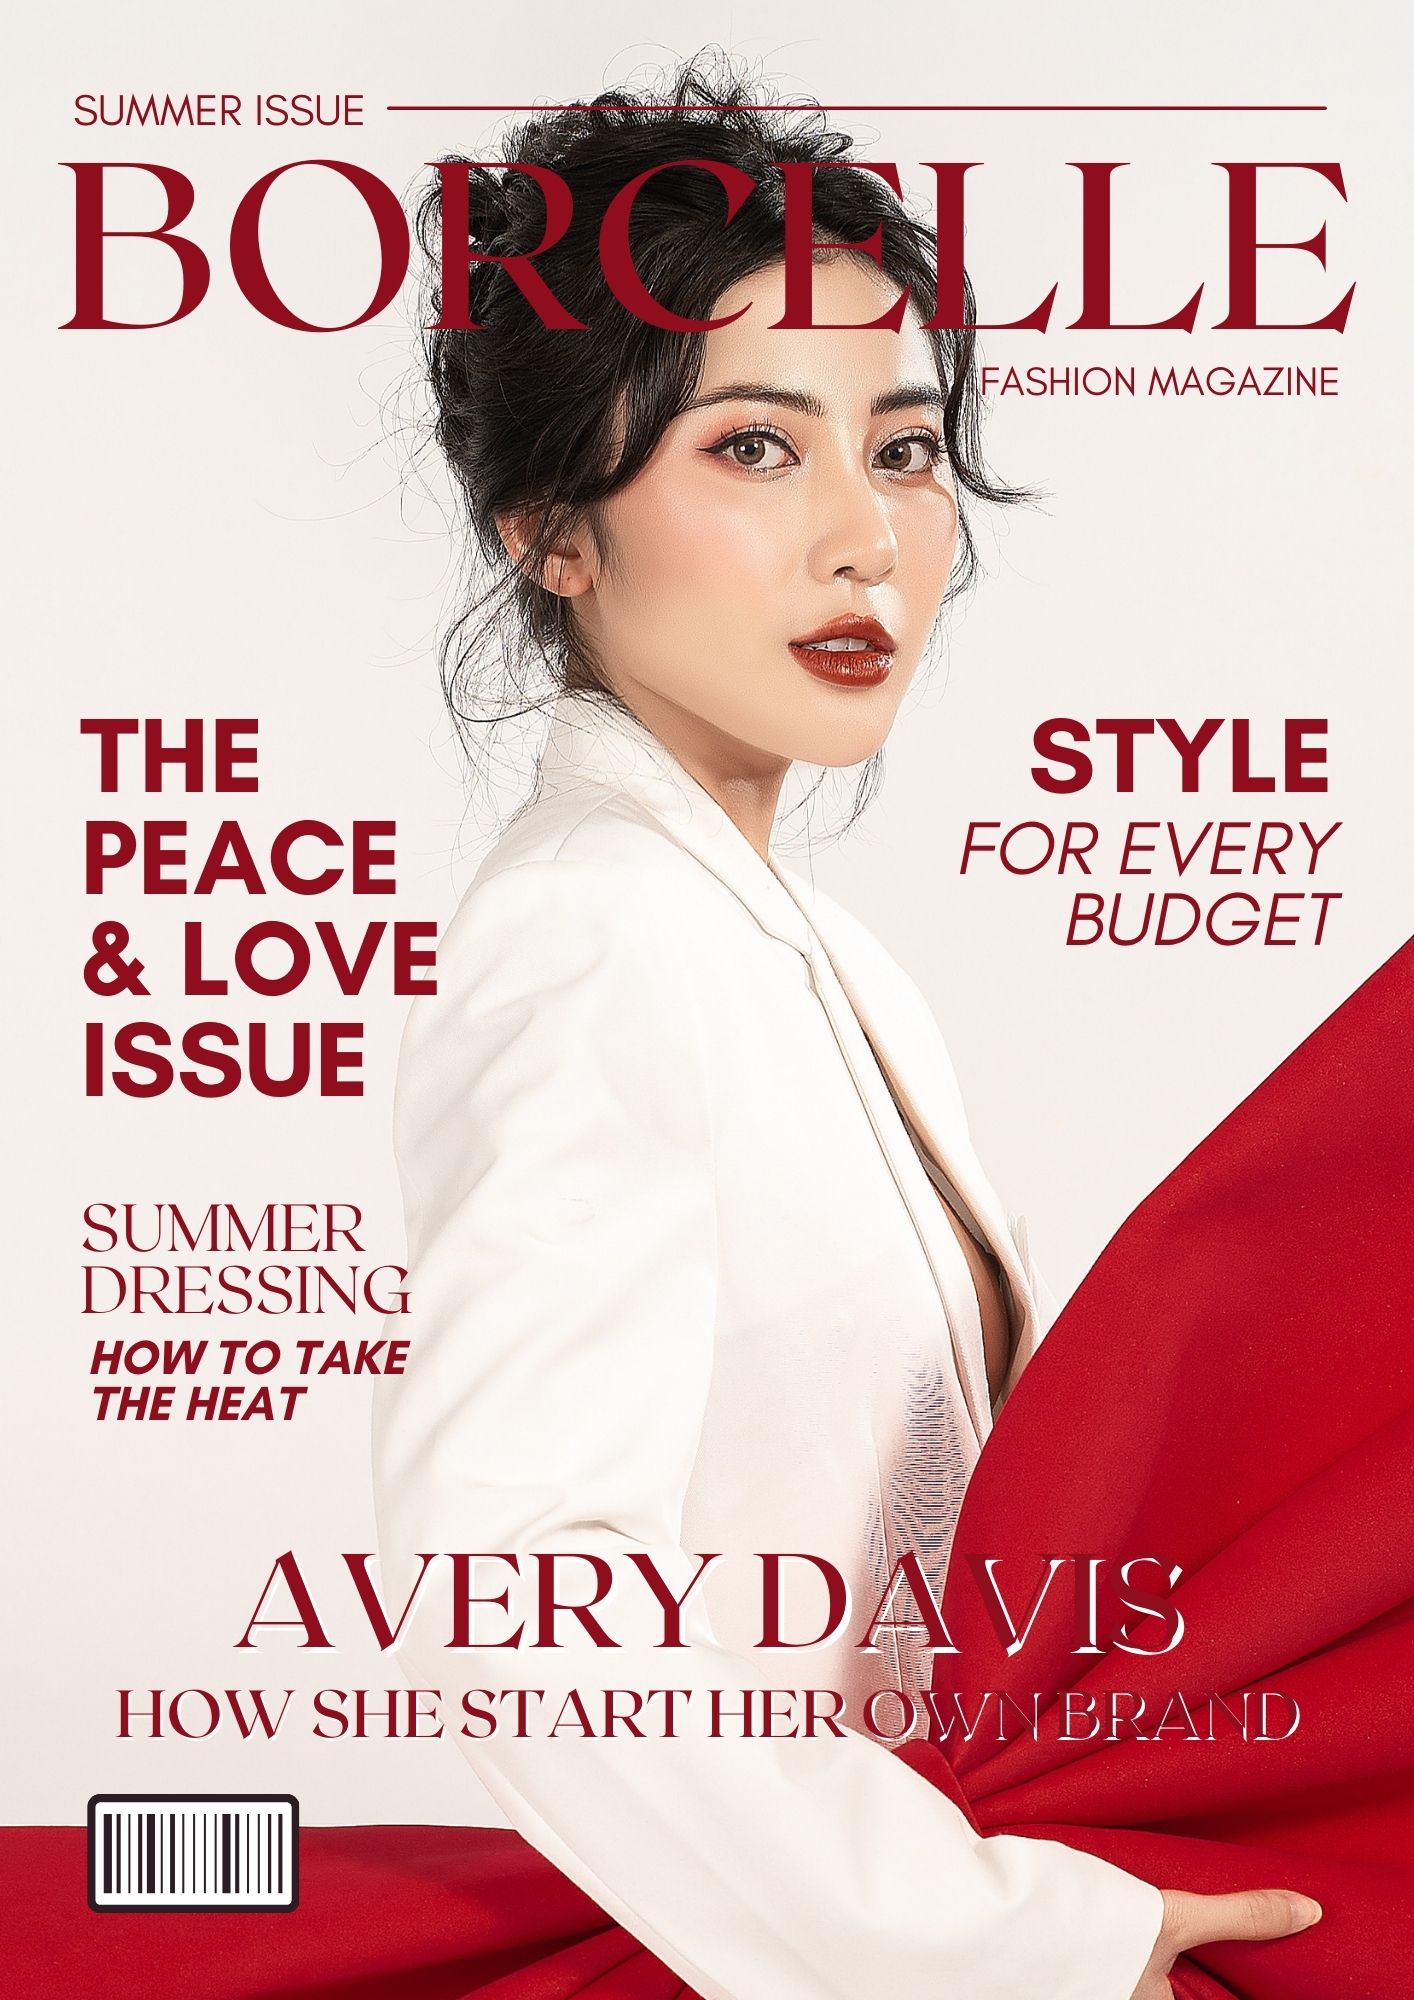 SUMMER ISSUE
BORCELLE
FASHION MAGAZINE
THE
PEACE
& LOVE
ISSUE
STYLE
FOR EVERY
BUDGET
SUMMER
DRESSING
HOW TO TAKE
THE HEAT
AVERY DAVIS
HOW SHE START HER OWN BRAND